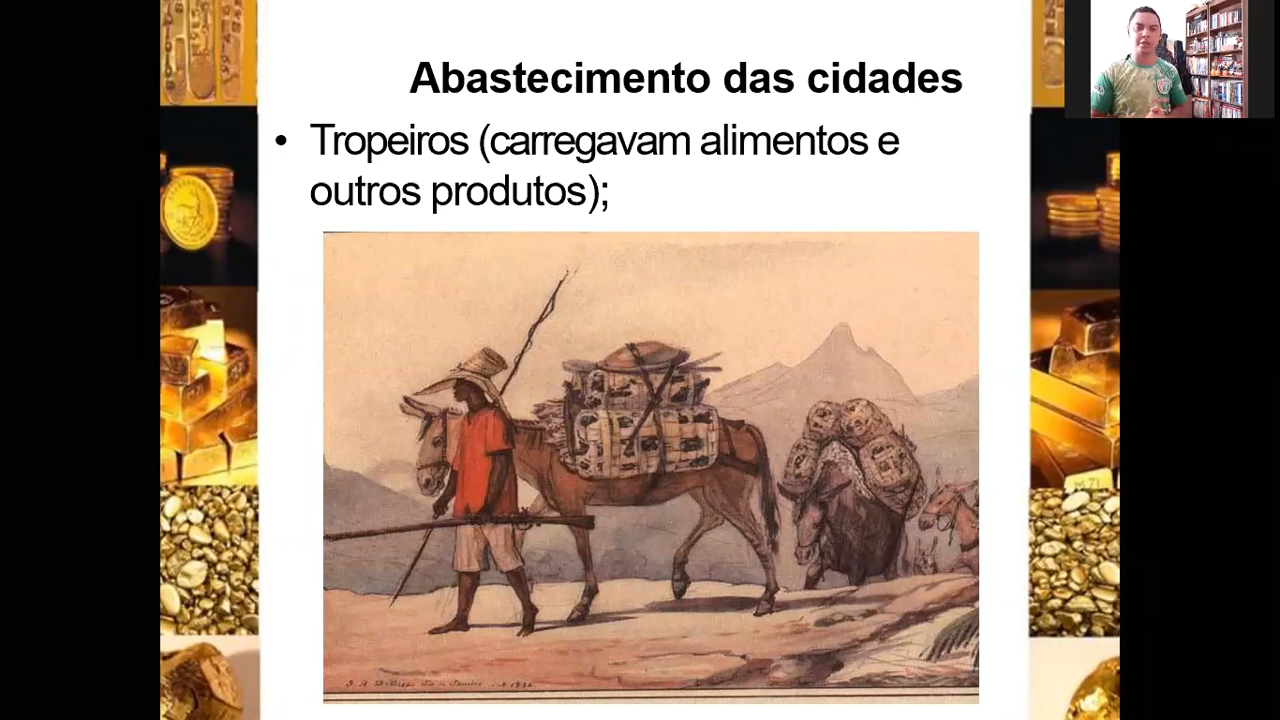 Abastecimento das cidades
• Tropeiros (carregavam alimentos e
outros produtos);